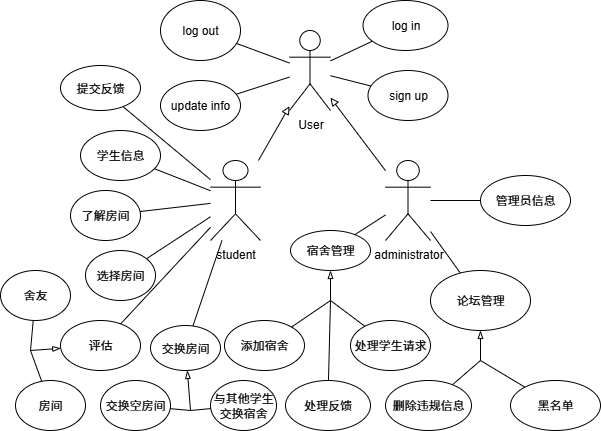 log out
log in
update info
sign up
User
提交反馈
学生信息
了解房间
选择房间
student
administrator
管理员信息
宿舍管理
论坛管理
舍友
评估
房间
交换房间
交换空房间
与其他学生
交换宿舍
添加宿舍
处理学生请求
处理反馈
删除违规信息
黑名单